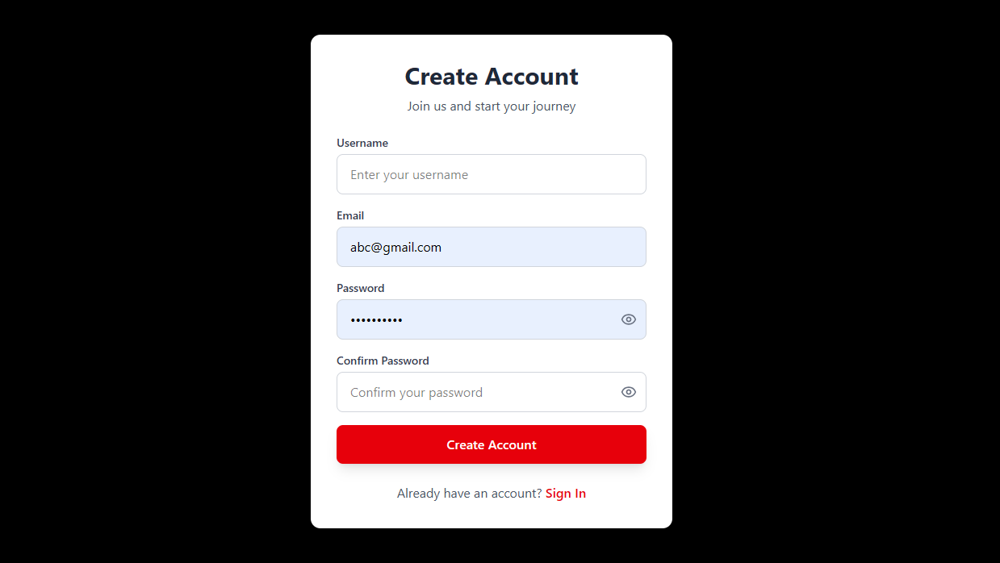 Create Account
Join us and start your journey
Username
Enter your username
Email
abc@gmail.com
Password
••••••••••
Confirm Password
Confirm your password
Create Account
Already have an account? Sign In